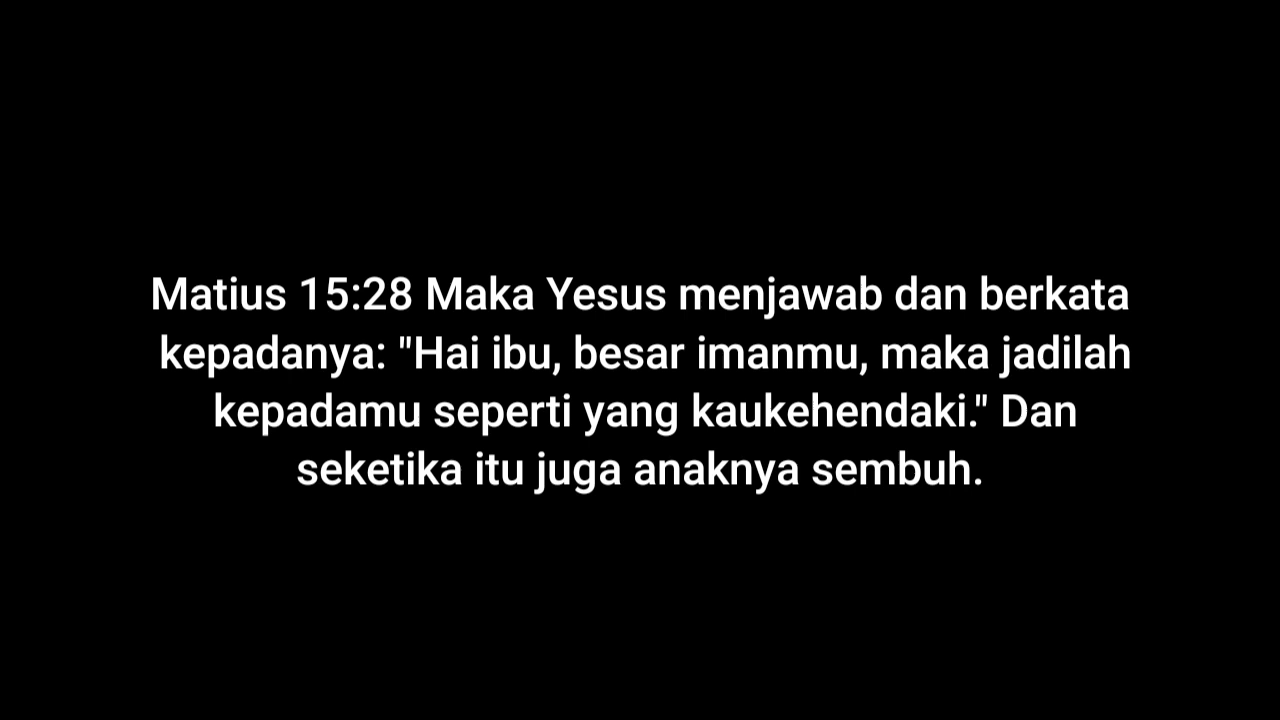 Matius 15:28 Maka Yesus menjawab dan berkata
kepadanya: "Hai ibu, besar imanmu, maka jadilah
kepadamu seperti yang kaukehendaki." Dan
seketika itu juga anaknya sembuh.